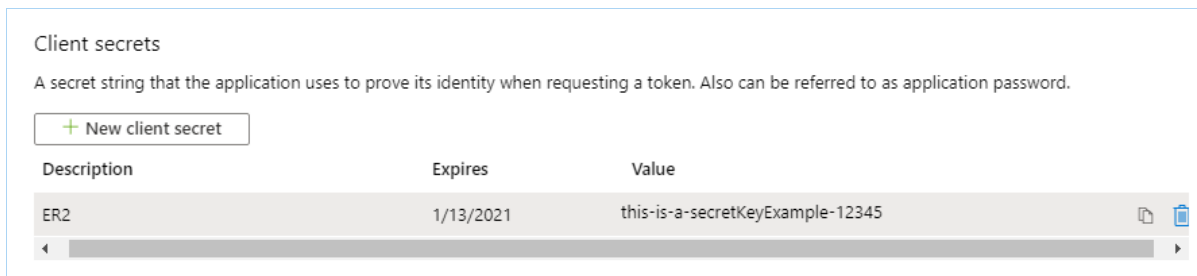 Client secrets
A secret string that the application uses to prove its identity when requesting a token. Also can be referred to as application password.
+ New client secret
Description Expires Value
ER2 1/13/2021 this-is-a-secretKeyExample-12345